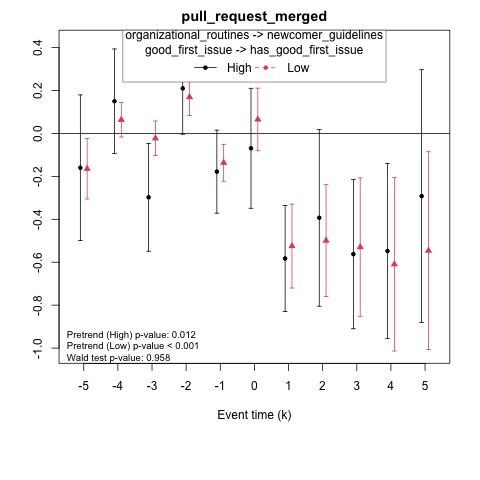 pull_request_merged
organizational_routines -> newcomer_guidelines
good_first_issue -> has_good_first_issue
High Low
0.4
0.2
0.0
-0.2
-0.4
-0.6
-0.8
-1.0
Pretrend (High) p-value: 0.012
Pretrend (Low) p-value < 0.001
Wald test p-value: 0.958
-5 -4 -3 -2 -1 0 1 2 3 4 5
Event time (k)